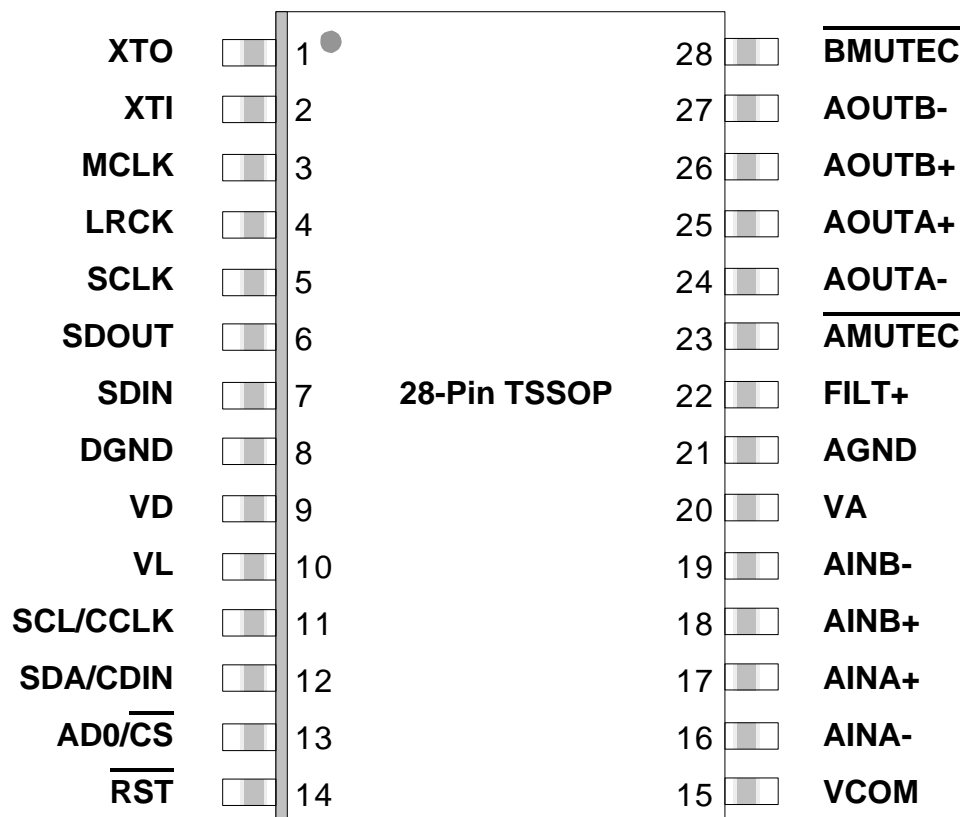 XTO 1 28 BMUTEC
XTI 2 27 AOUTB-
MCLK 3 26 AOUTB+
LRCK 4 25 AOUTA+
SCLK 5 24 AOUTA-
SDOUT 6 23 AMUTEC
SDIN 7 28-Pin TSSOP 22 FILT+
DGND 8 21 AGND
VD 9 20 VA
VL 10 19 AINB-
SCL/CCLK 11 18 AINB+
SDA/CDIN 12 17 AINA+
AD0/CS 13 16 AINA-
RST 14 15 VCOM